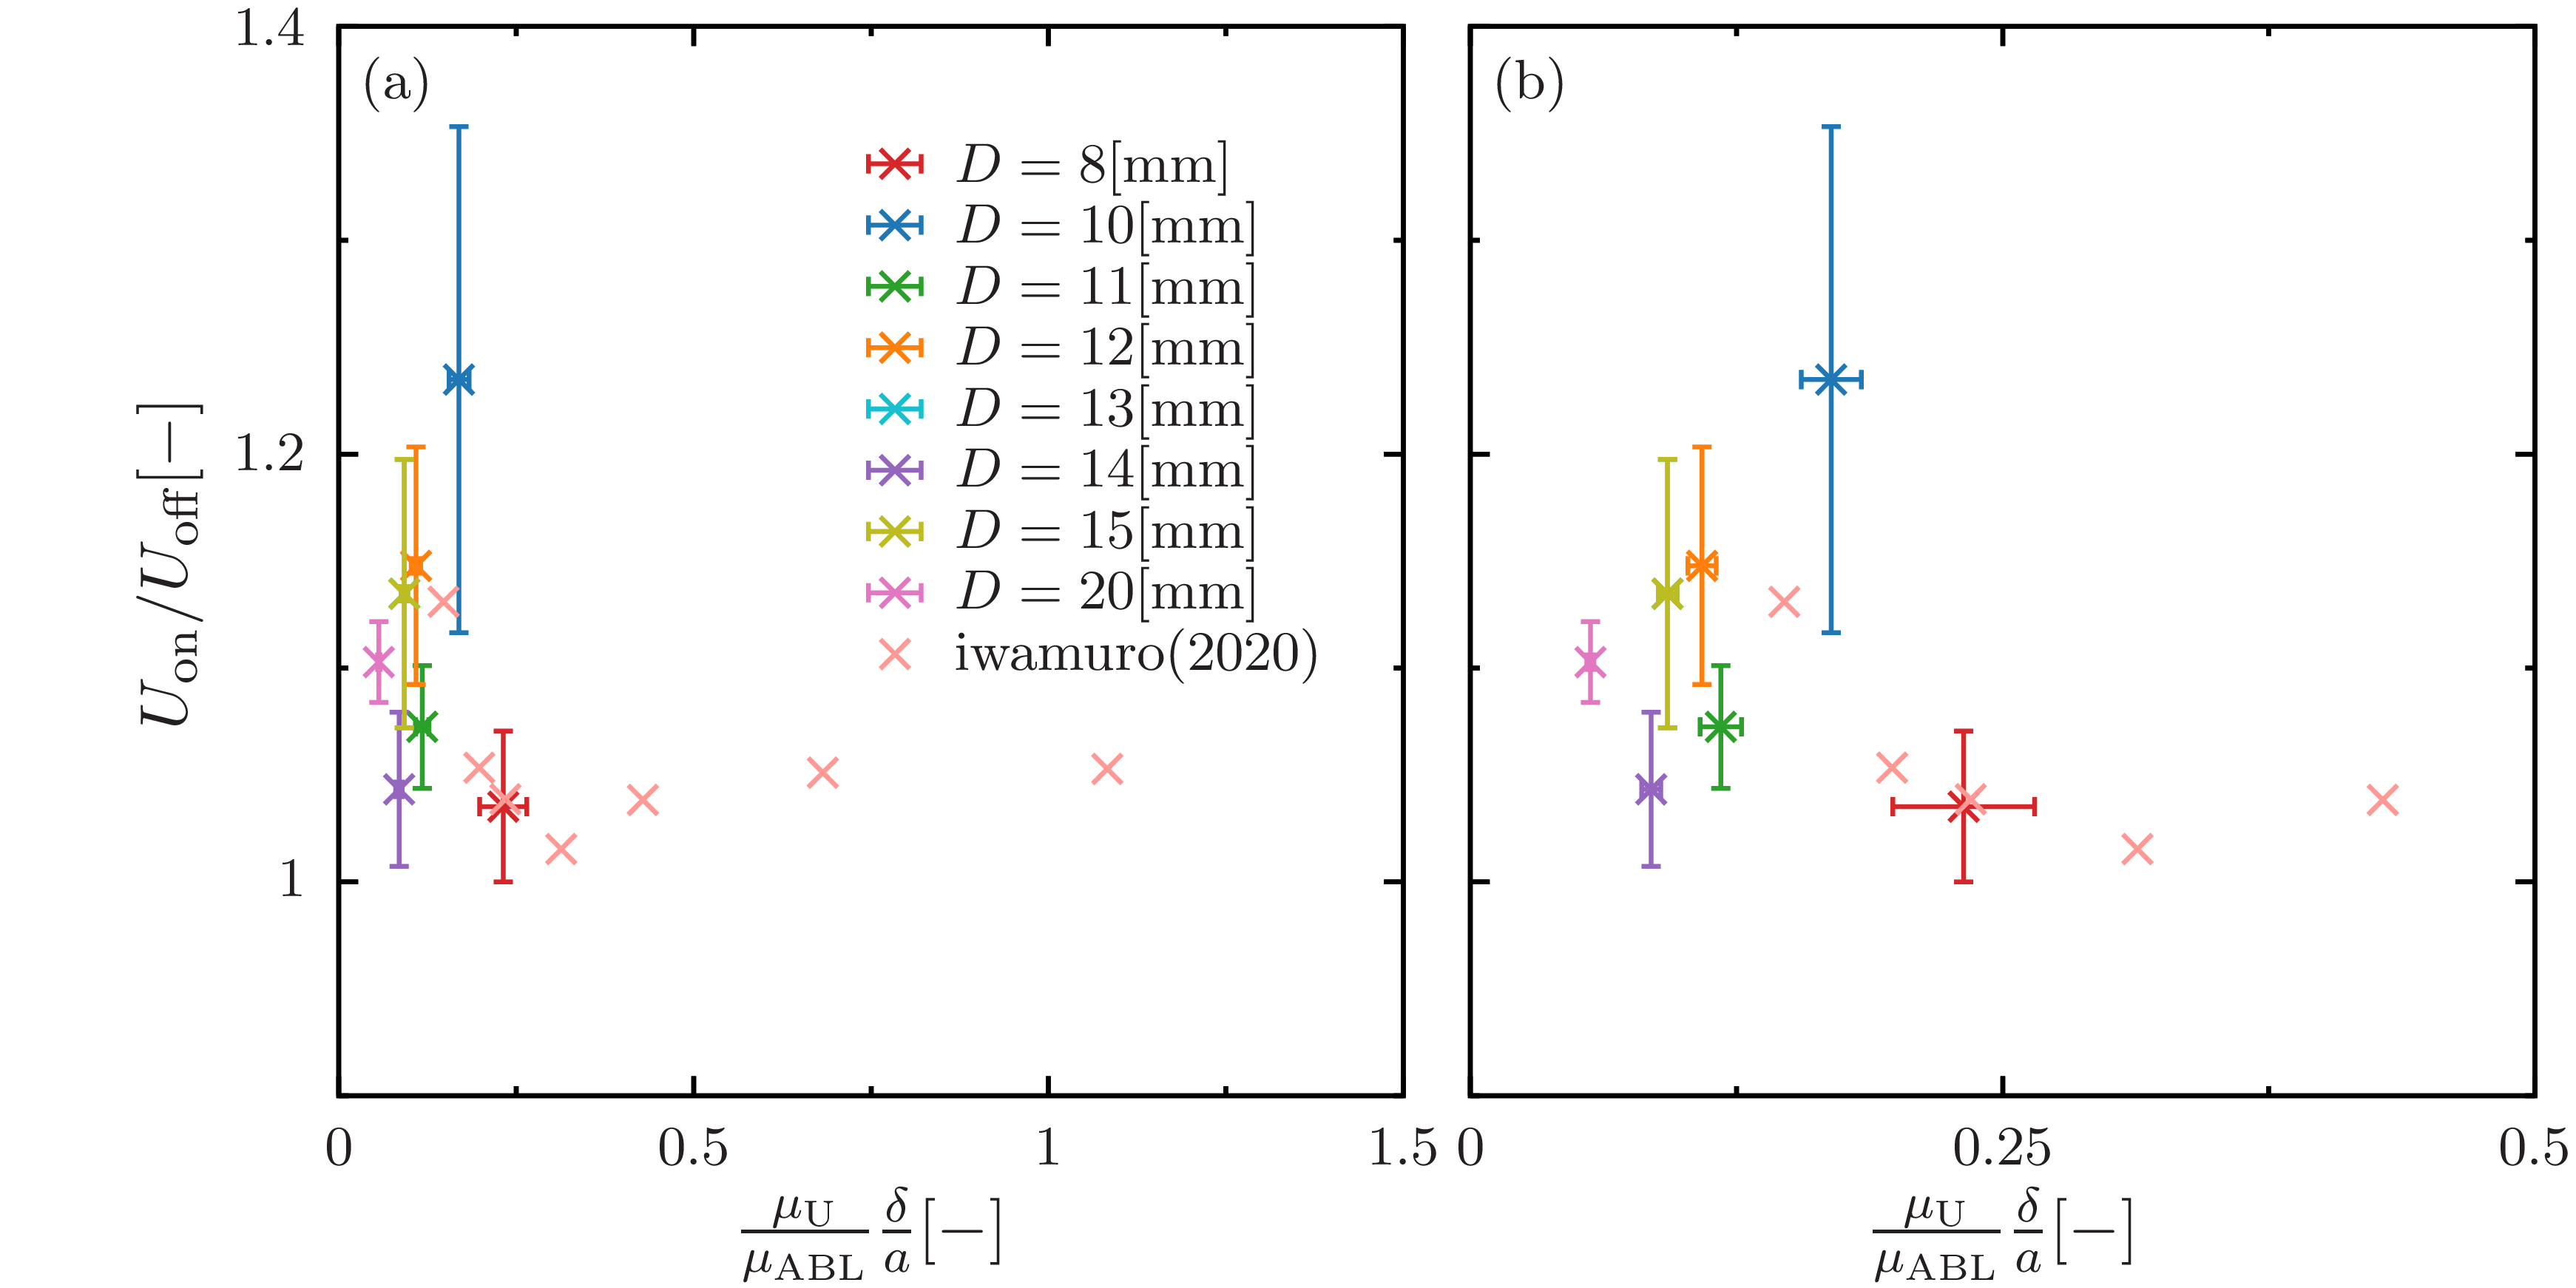 1.4
1.2
1
U_on/U_off[−]
(a)
D = 8[mm]
D = 10[mm]
D = 11[mm]
D = 12[mm]
D = 13[mm]
D = 14[mm]
D = 15[mm]
D = 20[mm]
iwamuro(2020)
0 0.5 1 1.5
μ_U/μ_ABL δ/a[−]
(b)
0 0.25 0.5
μ_U/μ_ABL δ/a[−]